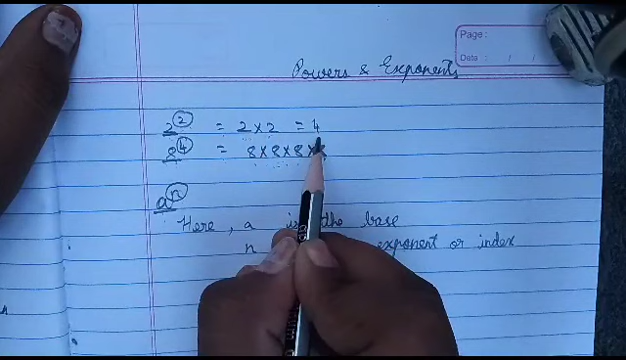 Page:
Date: / /
Powers & Exponents
2² = 2×2 = 4
8⁴ = 8×8×8×8
aⁿ
Here, a is the base
n exponent or index